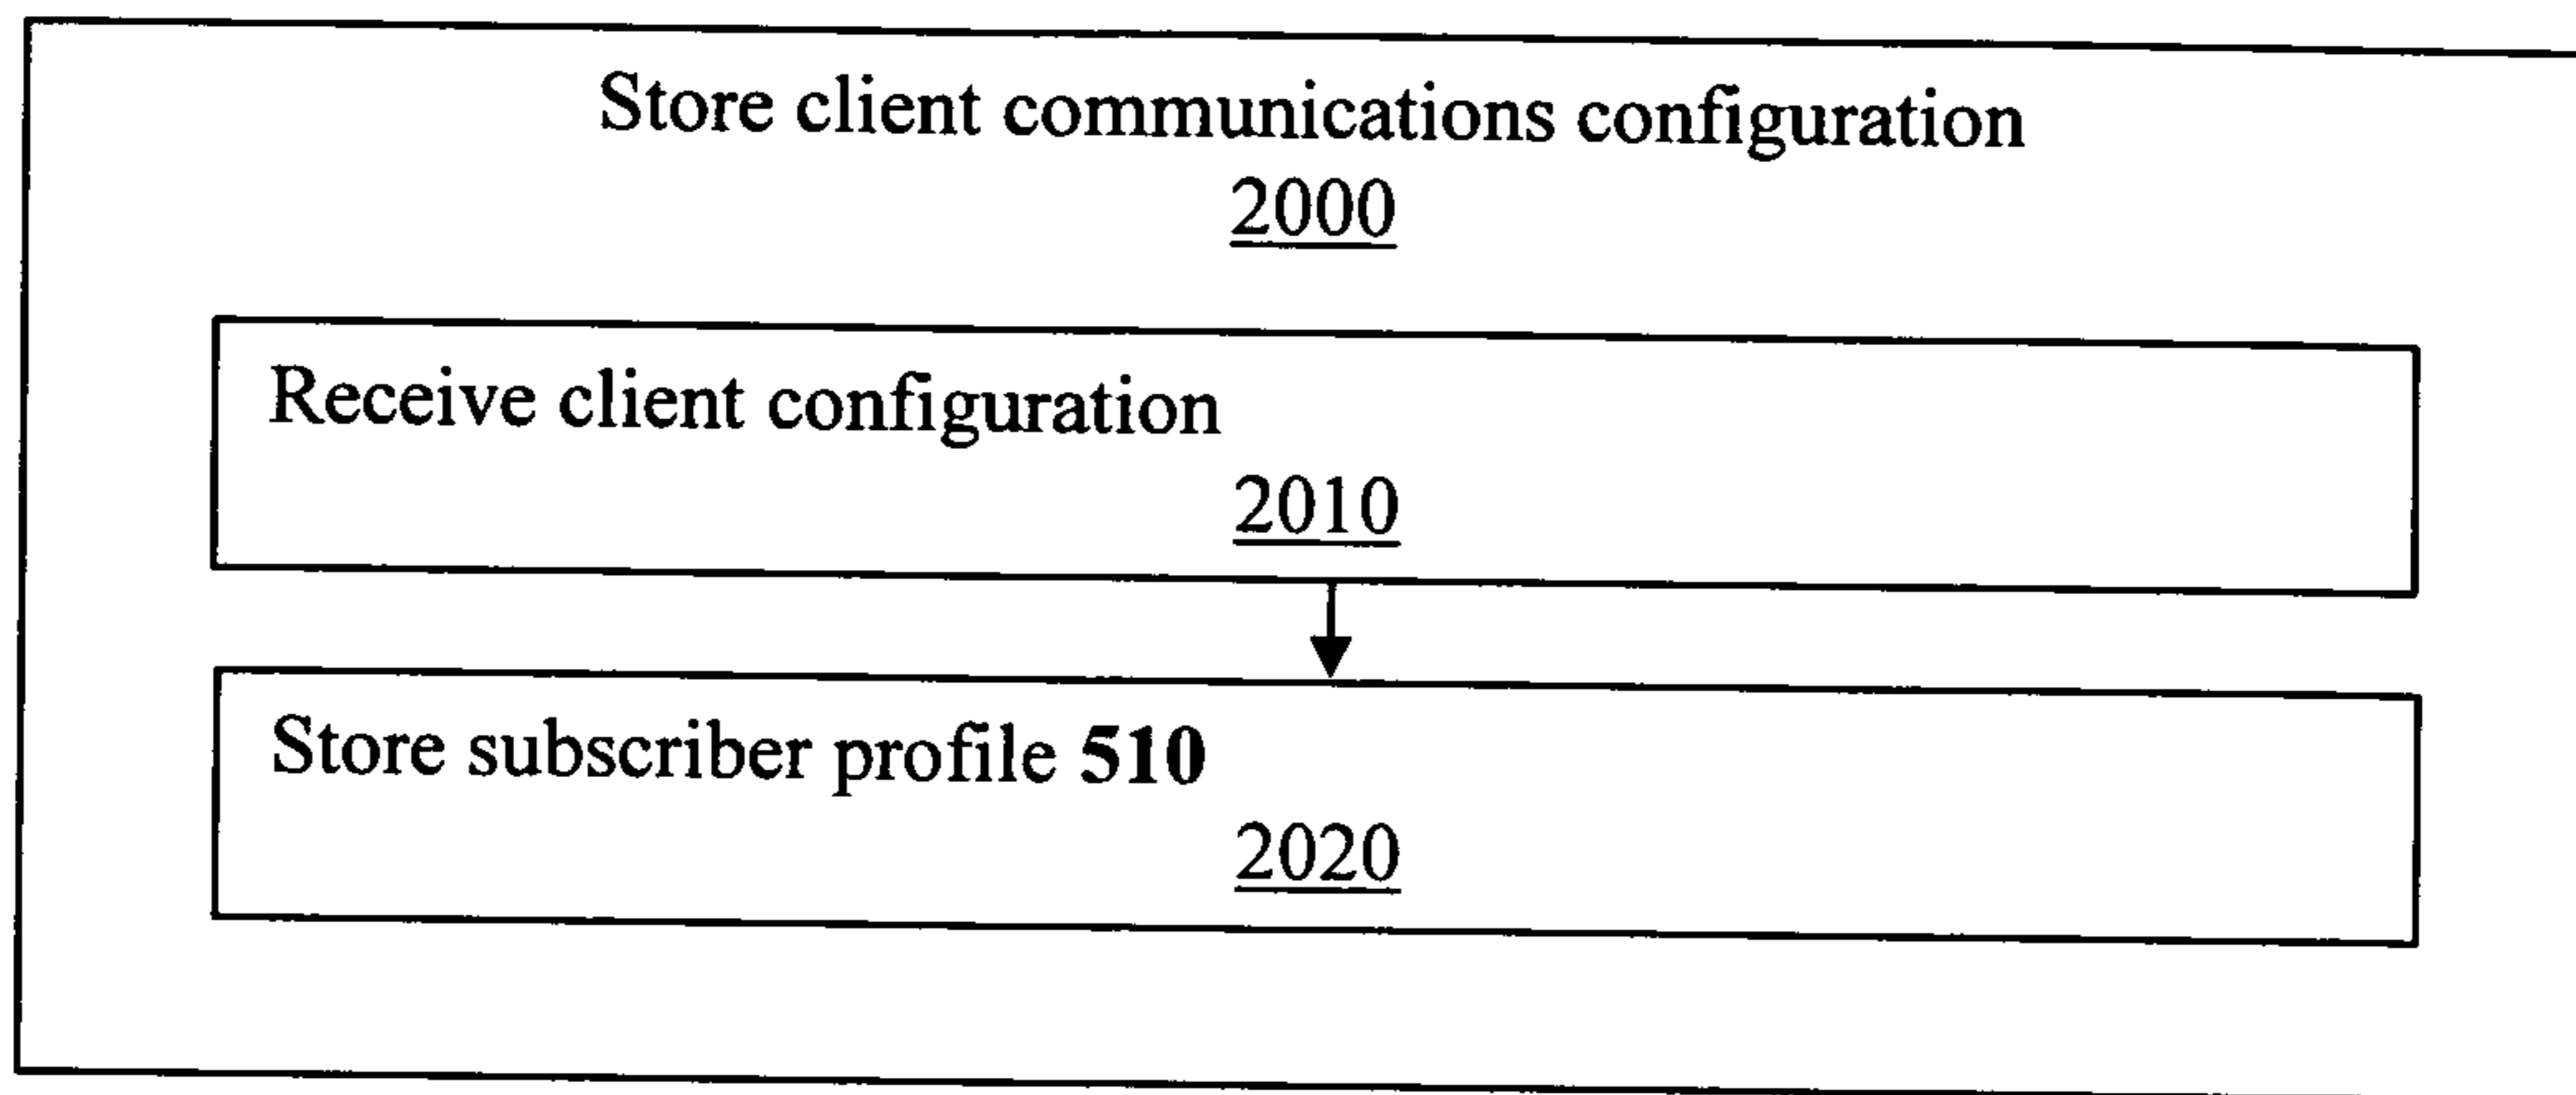 Store client communications configuration
2000
Receive client configuration
2010
Store subscriber profile 510
2020